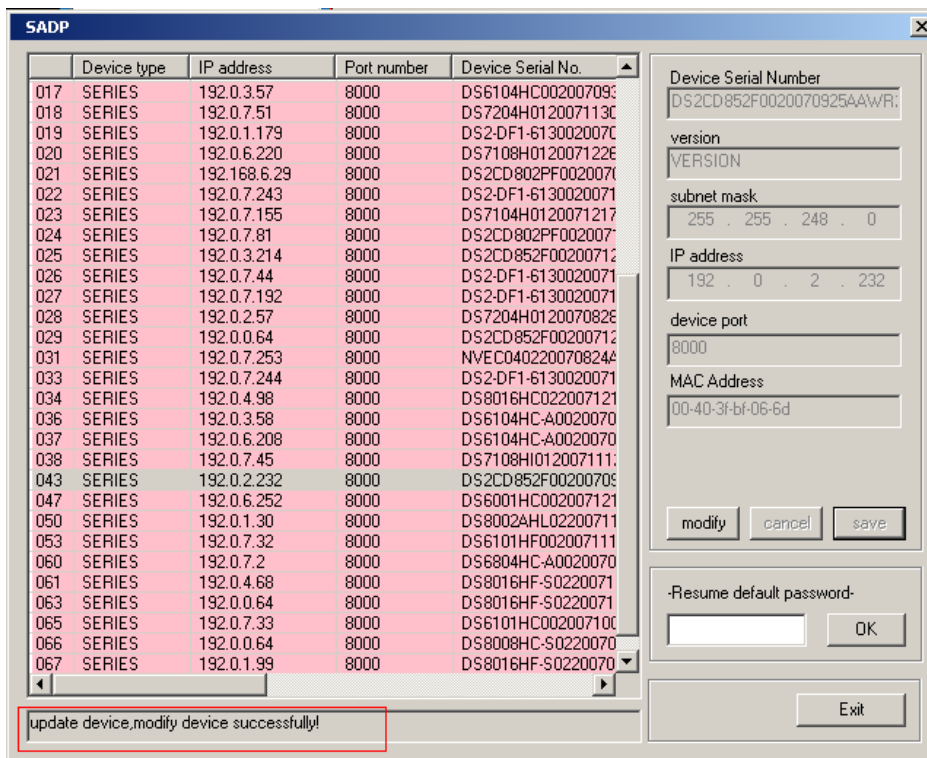 SADP
Device type IP address Port number Device Serial No.
017 SERIES 192.0.3.57 8000 DS6104HC002007093
018 SERIES 192.0.7.51 8000 DS7204H012007113C
019 SERIES 192.0.1.179 8000 DS2-DF1-613002007C
020 SERIES 192.0.6.220 8000 DS7108H0120071226
021 SERIES 192.168.6.29 8000 DS2CD802PF0020070
022 SERIES 192.0.7.243 8000 DS2-DF1-6130020071
023 SERIES 192.0.7.155 8000 DS7104H0120071217
024 SERIES 192.0.7.81 8000 DS2CD802PF002007
025 SERIES 192.0.3.214 8000 DS2CD852F00200712
026 SERIES 192.0.7.44 8000 DS2-DF1-6130020071
027 SERIES 192.0.7.192 8000 DS2-DF1-6130020071
028 SERIES 192.0.2.57 8000 DS7204H0120070828
029 SERIES 192.0.0.64 8000 DS2CD852F00200712
031 SERIES 192.0.7.253 8000 NVEC040220070824A
033 SERIES 192.0.7.244 8000 DS2-DF1-6130020071
034 SERIES 192.0.4.98 8000 DS8016HC022007121
036 SERIES 192.0.3.58 8000 DS6104HC-A0020070
037 SERIES 192.0.6.208 8000 DS6104HC-A0020070
038 SERIES 192.0.7.45 8000 DS7108HI012007111
043 SERIES 192.0.2.232 8000 DS2CD852F0020070
047 SERIES 192.0.6.252 8000 DS6001HC002007121
050 SERIES 192.0.1.30 8000 DS8002AHL02200711
053 SERIES 192.0.7.32 8000 DS6101HF002007111
060 SERIES 192.0.7.2 8000 DS6804HC-A0020070
061 SERIES 192.0.4.68 8000 DS8016HF-S0220071
063 SERIES 192.0.0.64 8000 DS8016HF-S0220071
065 SERIES 192.0.7.33 8000 DS6101HC00200710
066 SERIES 192.0.0.64 8000 DS8008HC-S0220070
067 SERIES 192.0.1.99 8000 DS8016HF-S0220070
update device,modify device successfully!
Device Serial Number
DS2CD852F0020070925AAWR
version
VERSION
subnet mask
255 . 255 . 248 . 0
IP address
192 . 0 . 2 . 232
device port
8000
MAC Address
00-40-3f-bf-06-6d
modify cancel save
-Resume default password-
OK
Exit